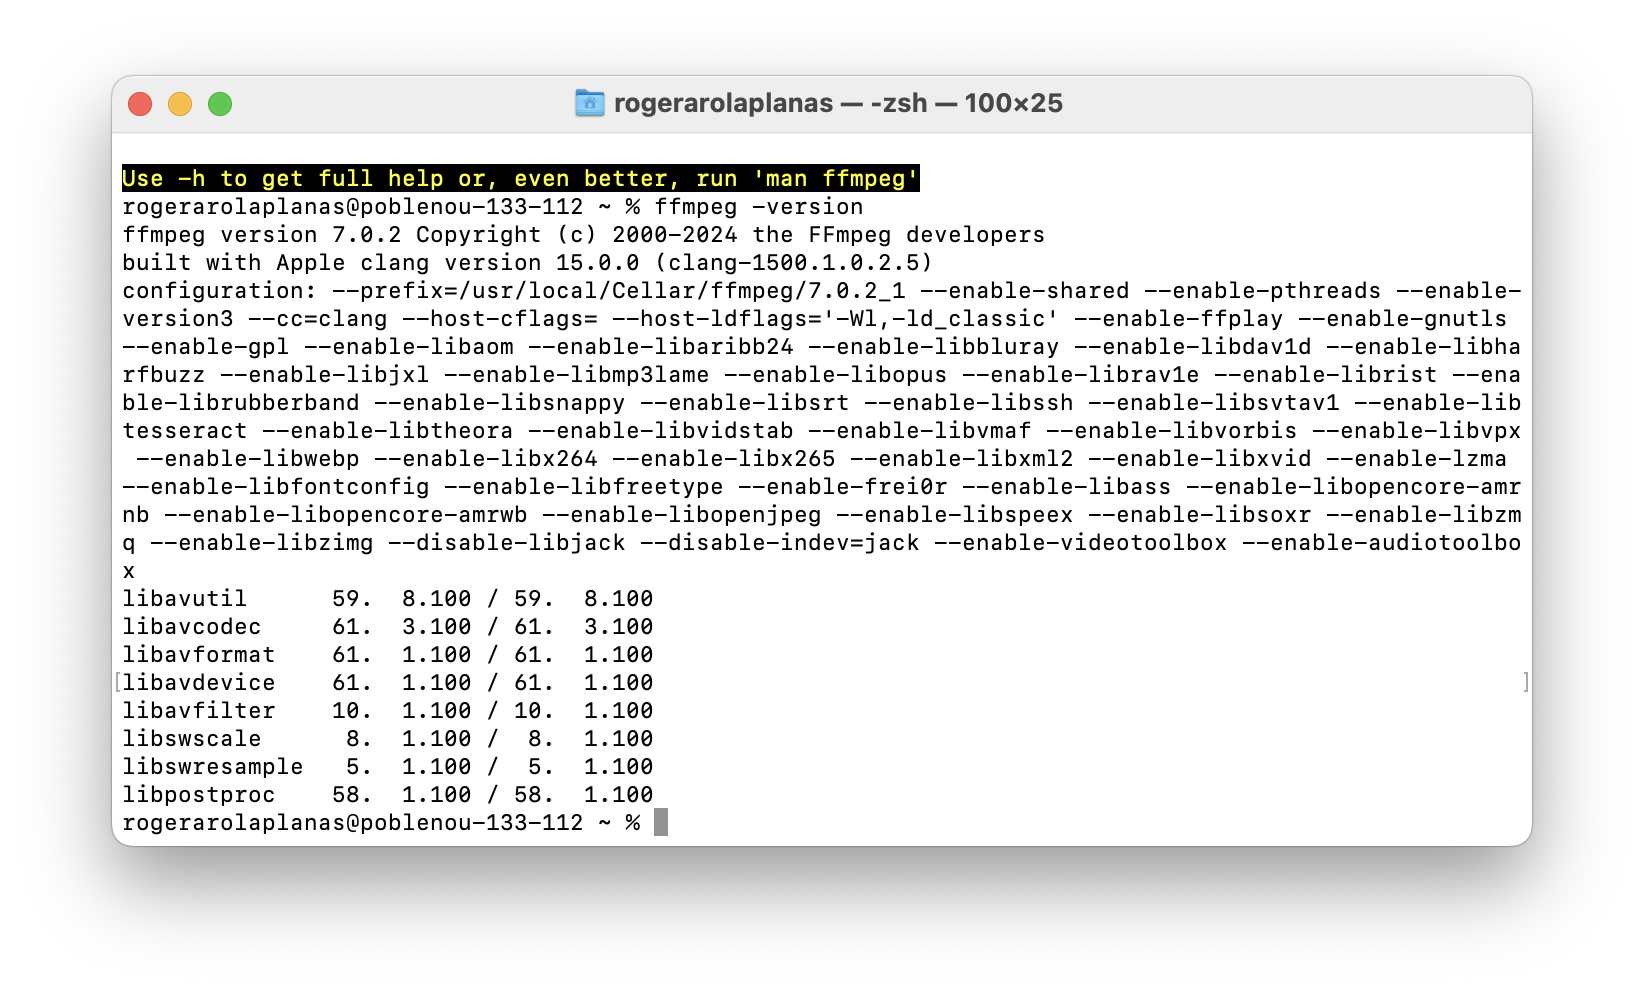 rogerarolaplanas — -zsh — 100×25
Use -h to get full help or, even better, run 'man ffmpeg'
rogerarolaplanas@poblenou-133-112 ~ % ffmpeg -version
ffmpeg version 7.0.2 Copyright (c) 2000-2024 the FFmpeg developers
built with Apple clang version 15.0.0 (clang-1500.1.0.2.5)
configuration: --prefix=/usr/local/Cellar/ffmpeg/7.0.2_1 --enable-shared --enable-pthreads --enable-
version3 --cc=clang --host-cflags= --host-ldflags='-Wl,-ld_classic' --enable-ffplay --enable-gnutls
--enable-gpl --enable-libaom --enable-libaribb24 --enable-libbluray --enable-libdav1d --enable-libha
rfbuzz --enable-libjxl --enable-libmp3lame --enable-libopus --enable-librav1e --enable-librist --ena
ble-librubberband --enable-libsnappy --enable-libsrt --enable-libssh --enable-libsvtav1 --enable-lib
tesseract --enable-libtheora --enable-libvidstab --enable-libvmaf --enable-libvorbis --enable-libvpx
 --enable-libwebp --enable-libx264 --enable-libx265 --enable-libxml2 --enable-libxvid --enable-lzma
--enable-libfontconfig --enable-libfreetype --enable-frei0r --enable-libass --enable-libopencore-amr
nb --enable-libopencore-amrwb --enable-libopenjpeg --enable-libspeex --enable-libsoxr --enable-libzm
q --enable-libzimg --disable-libjack --disable-indev=jack --enable-videotoolbox --enable-audiotoolbo
x
libavutil      59.  8.100 / 59.  8.100
libavcodec     61.  3.100 / 61.  3.100
libavformat    61.  1.100 / 61.  1.100
[libavdevice    61.  1.100 / 61.  1.100 ]
libavfilter    10.  1.100 / 10.  1.100
libswscale      8.  1.100 /  8.  1.100
libswresample   5.  1.100 /  5.  1.100
libpostproc    58.  1.100 / 58.  1.100
rogerarolaplanas@poblenou-133-112 ~ %